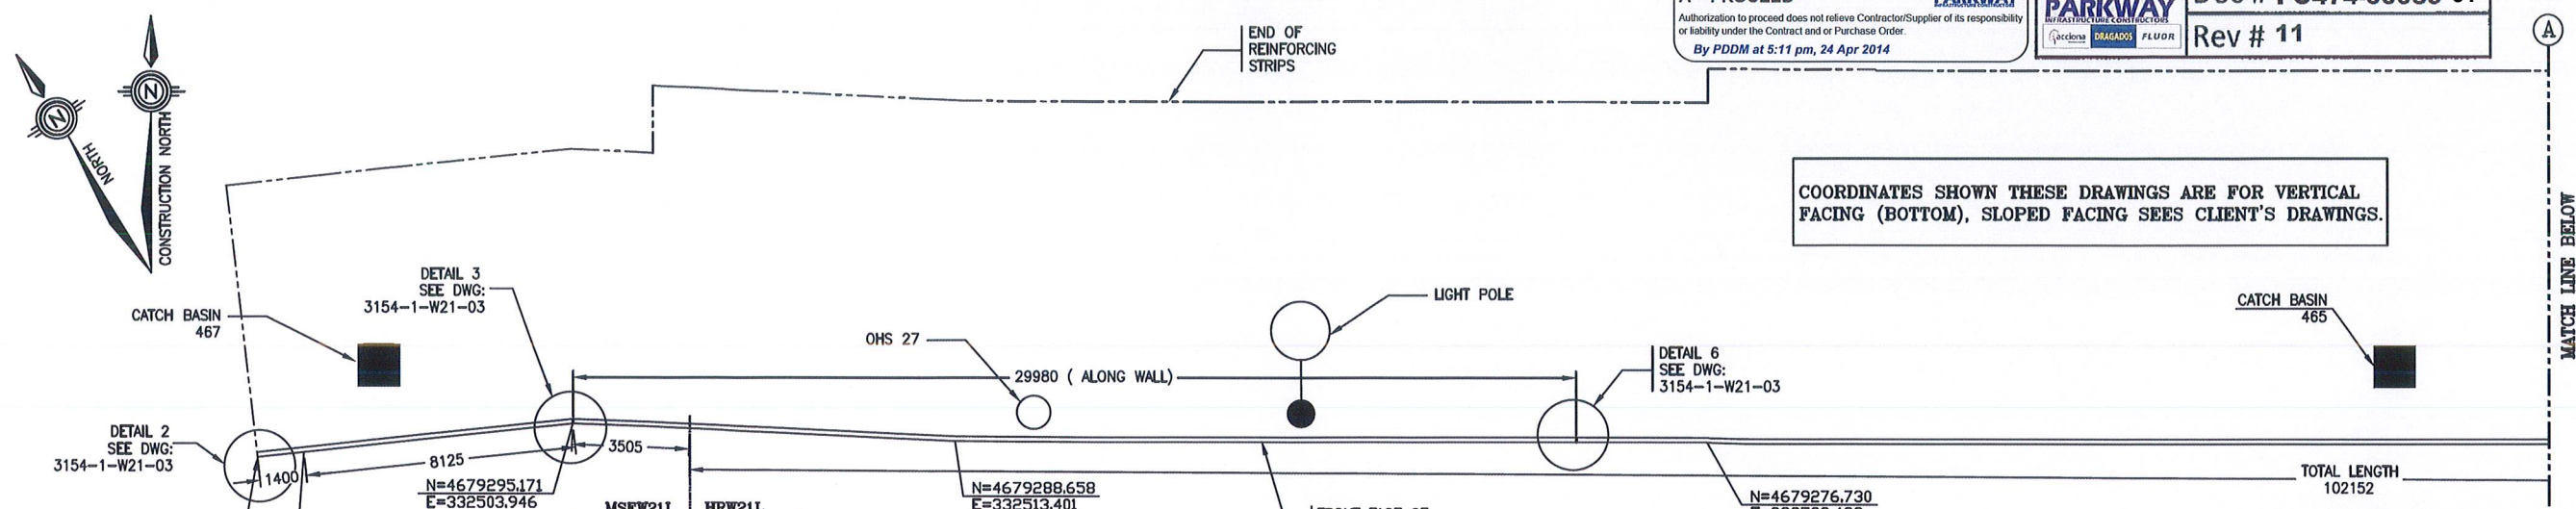 A - PROCEED
PARKWAY
INFRASTRUCTURE CONSTRUCTORS
Authorization to proceed does not relieve Contractor/Supplier of its responsibility
or liability under the Contract and or Purchase Order.
By PDDM at 5:11 pm, 24 Apr 2014
PARKWAY
INFRASTRUCTURE CONSTRUCTORS
acciona DRAGADOS FLUOR
Rev # 11
A
END OF
REINFORCING
STRIPS
N
N
NORTH
CONSTRUCTION NORTH
COORDINATES SHOWN THESE DRAWINGS ARE FOR VERTICAL
FACING (BOTTOM), SLOPED FACING SEES CLIENT'S DRAWINGS.
MATCH LINE BELOW
DETAIL 3
SEE DWG:
3154-1-W21-03
CATCH BASIN
467
OHS 27
LIGHT POLE
CATCH BASIN
465
29980 ( ALONG WALL)
DETAIL 6
SEE DWG:
3154-1-W21-03
DETAIL 2
SEE DWG:
3154-1-W21-03
1400
8125
3505
N=4679295.171
E=332503.946
MSEW21L
HRW21L
N=4679288.658
E=332513.401
N=4679276.730
TOTAL LENGTH
102152